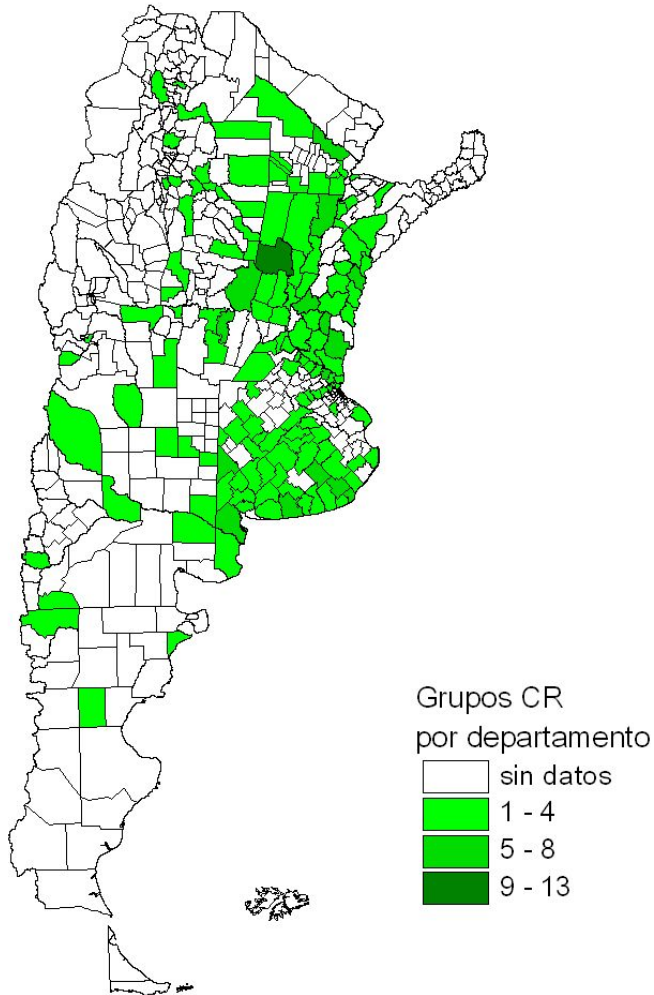 Grupos CR
por departamento
sin datos
1 - 4
5 - 8
9 - 13